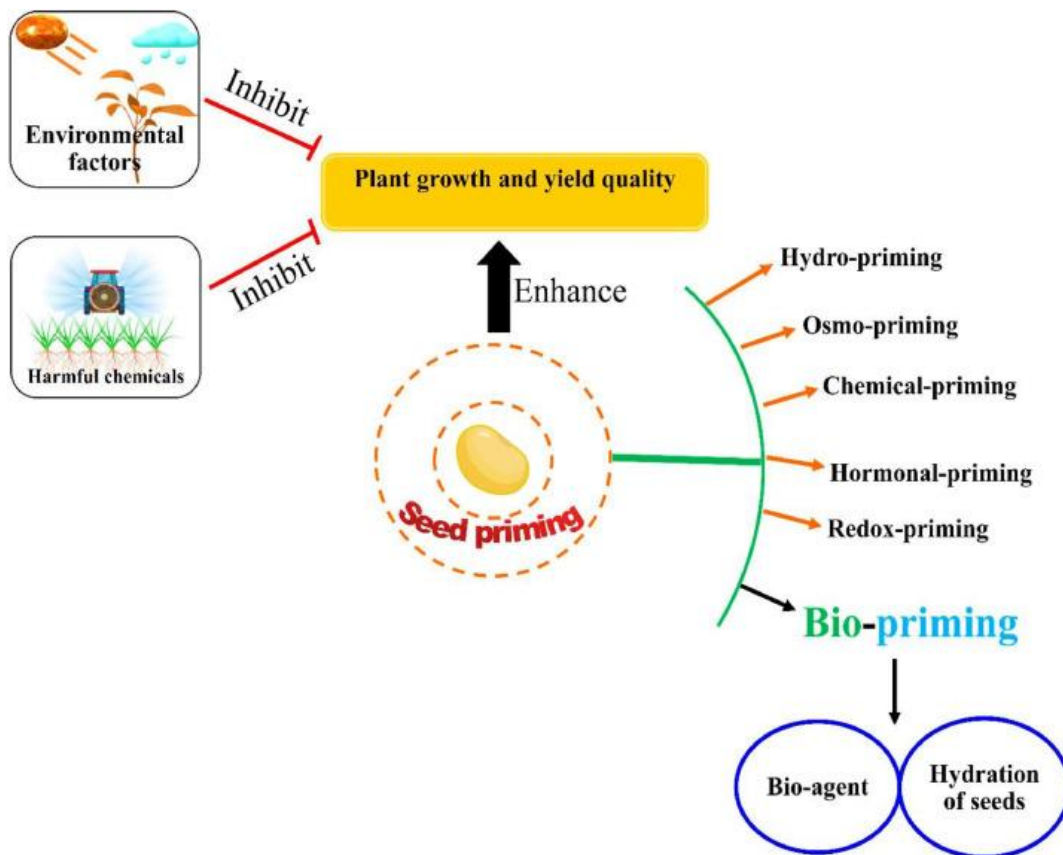 Environmental
factors
Inhibit
Plant growth and yield quality
Harmful chemicals
Inhibit
Enhance
Seed priming
Hydro-priming
Osmo-priming
Chemical-priming
Hormonal-priming
Redox-priming
Bio-priming
Bio-agent
Hydration
of seeds